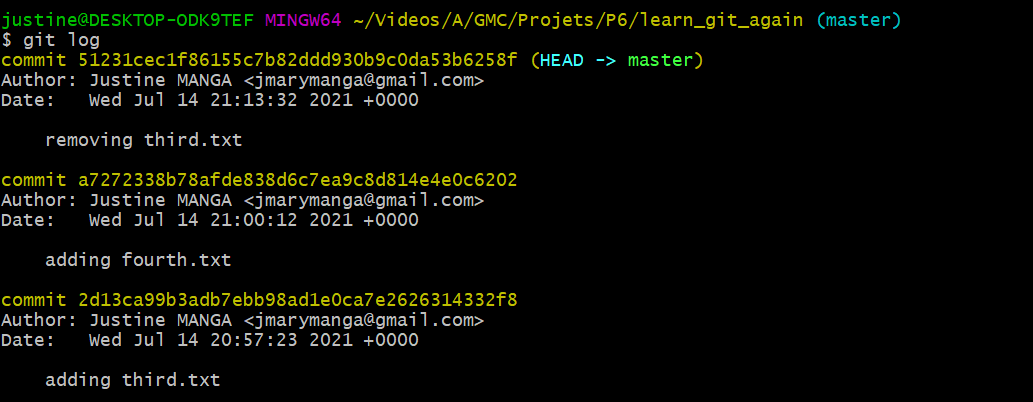 justine@DESKTOP-ODK9TEF MINGW64 ~/Videos/A/GMC/Projets/P6/learn_git_again (master)
$ git log
commit 51231cec1f86155c7b82ddd930b9c0da53b6258f (HEAD -> master)
Author: Justine MANGA <jmarymanga@gmail.com>
Date:   Wed Jul 14 21:13:32 2021 +0000
    removing third.txt
commit a7272338b78afde838d6c7ea9c8d814e4e0c6202
Author: Justine MANGA <jmarymanga@gmail.com>
Date:   Wed Jul 14 21:00:12 2021 +0000
    adding fourth.txt
commit 2d13ca99b3adb7ebb98ad1e0ca7e2626314332f8
Author: Justine MANGA <jmarymanga@gmail.com>
Date:   Wed Jul 14 20:57:23 2021 +0000
    adding third.txt